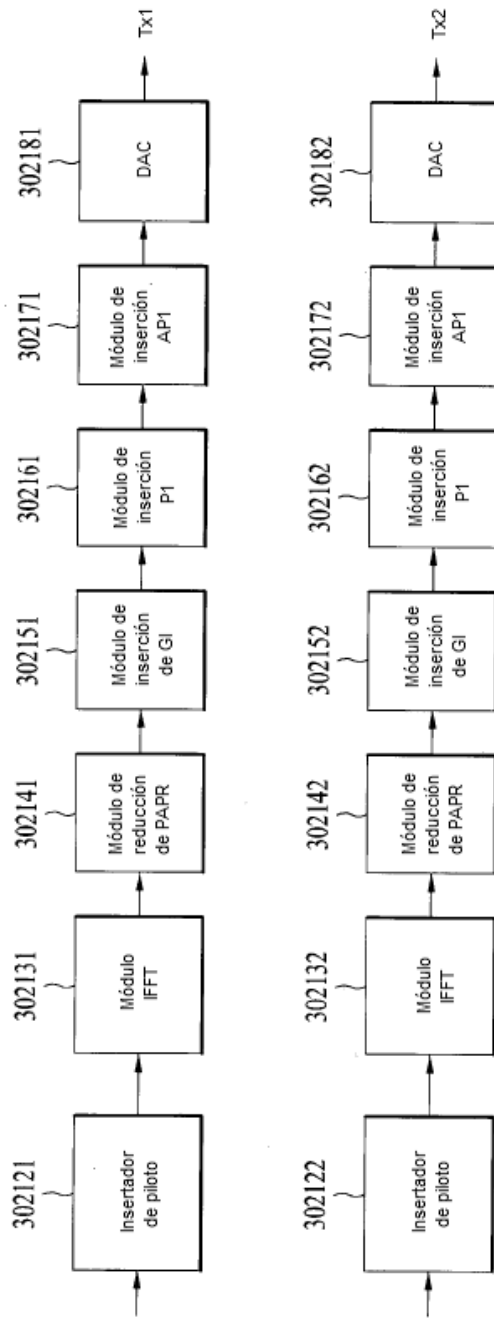 302121
Insertador
de piloto
302131
Módulo
IFFT
302141
Módulo de
reducción
de PAPR
302151
Módulo de
inserción
de GI
302161
Módulo de
inserción
P1
302171
Módulo de
inserción
AP1
302181
DAC
Tx1
302122
Insertador
de piloto
302132
Módulo
IFFT
302142
Módulo de
reducción
de PAPR
302152
Módulo de
inserción
de GI
302162
Módulo de
inserción
P1
302172
Módulo de
inserción
AP1
302182
DAC
Tx2